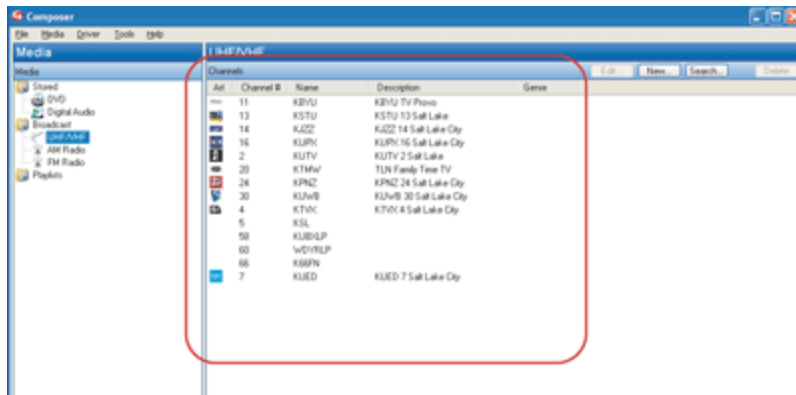 Composer
File Media Driver Tools Help
Media
UHF/VHF
Media
Channels
Edit... New... Search... Delete
Stored
DVD
Digital Audio
Broadcast
UHF/VHF
AM Radio
FM Radio
Playlists
Art Channel # Name Description Genre
11 KBYU KBYU TV Provo
13 KSTU KSTU 13 Salt Lake
14 KJZZ KJZZ 14 Salt Lake City
16 KUPX KUPX 16 Salt Lake City
2 KUTV KUTV 2 Salt Lake
20 KTMW TLN Family Time TV
24 KPNZ KPNZ 24 Salt Lake City
30 KUWB KUWB 30 Salt Lake City
4 KTVX KTVX 4 Salt Lake City
5 KSL
58 KUBXLP
60 WDYRLP
66 K66FN
7 KUED KUED 7 Salt Lake City